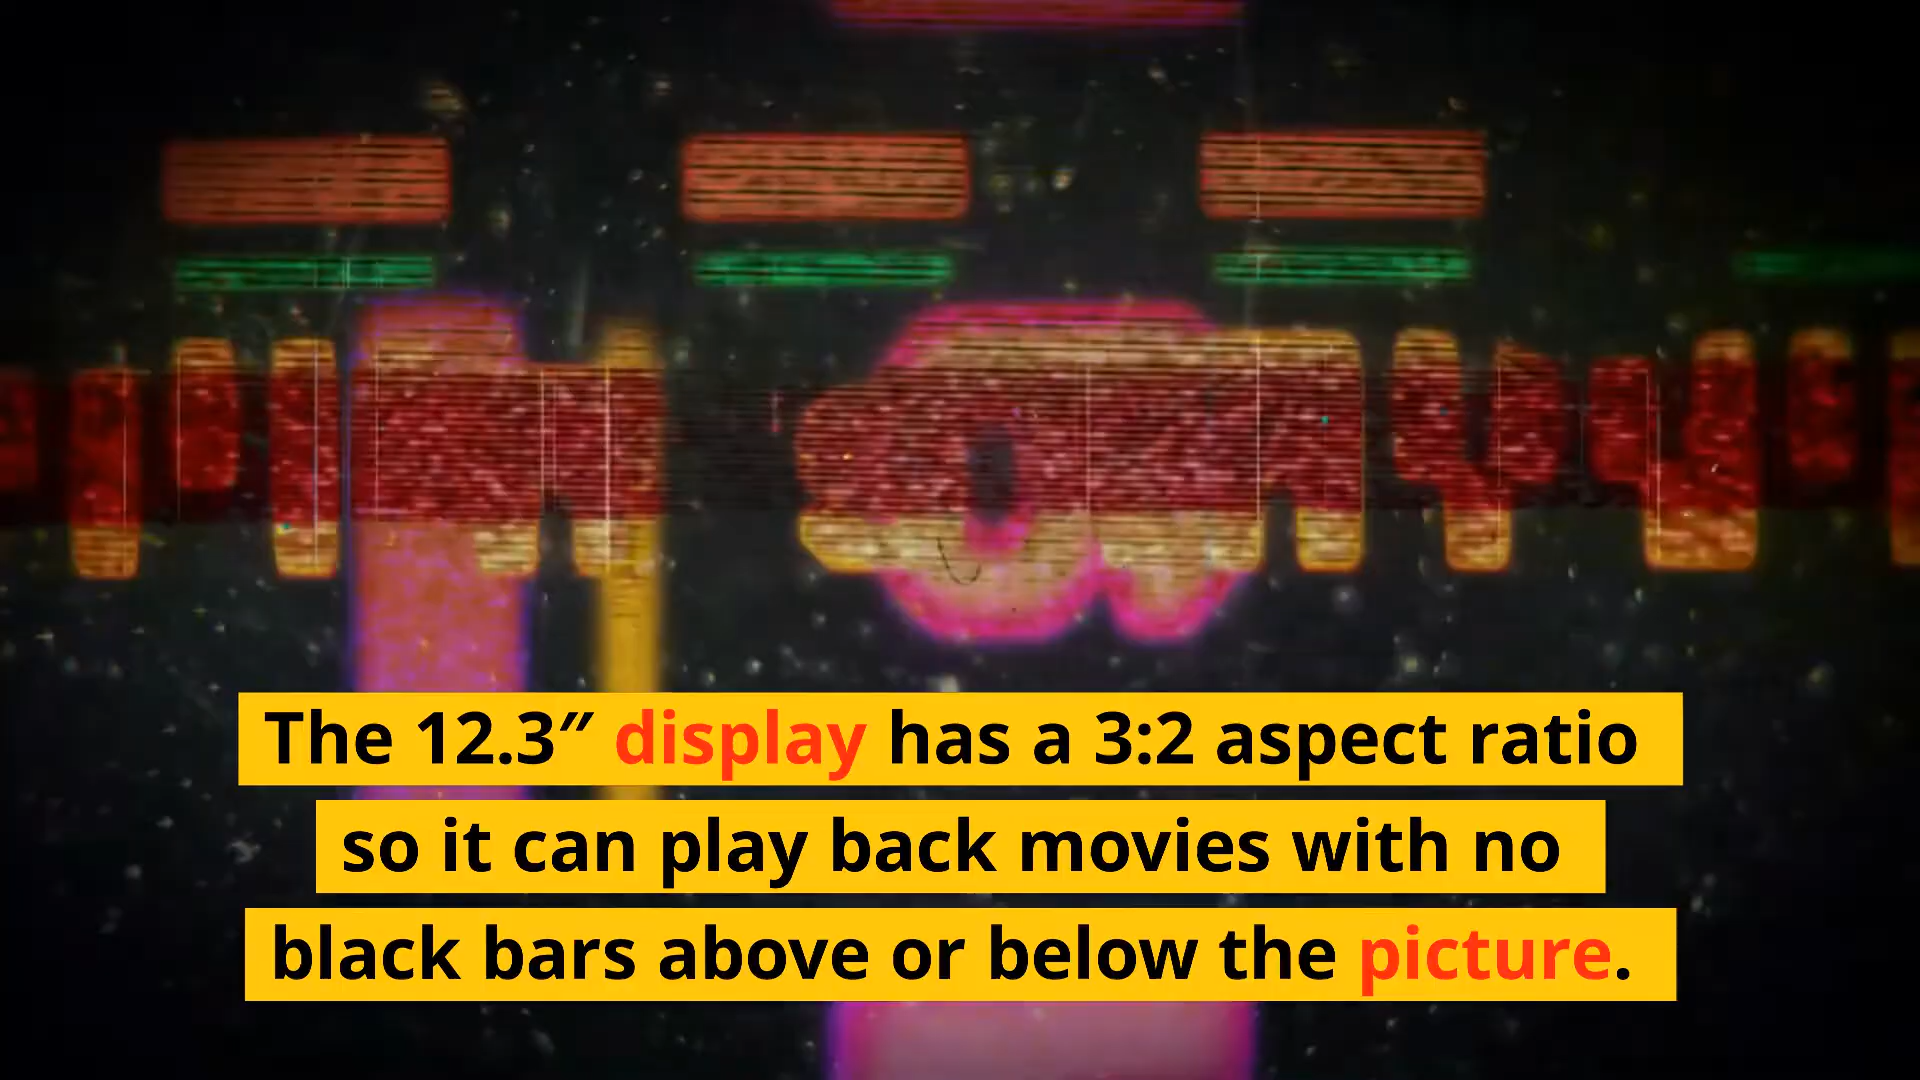 The 12.3″ display has a 3:2 aspect ratio
so it can play back movies with no
black bars above or below the picture.